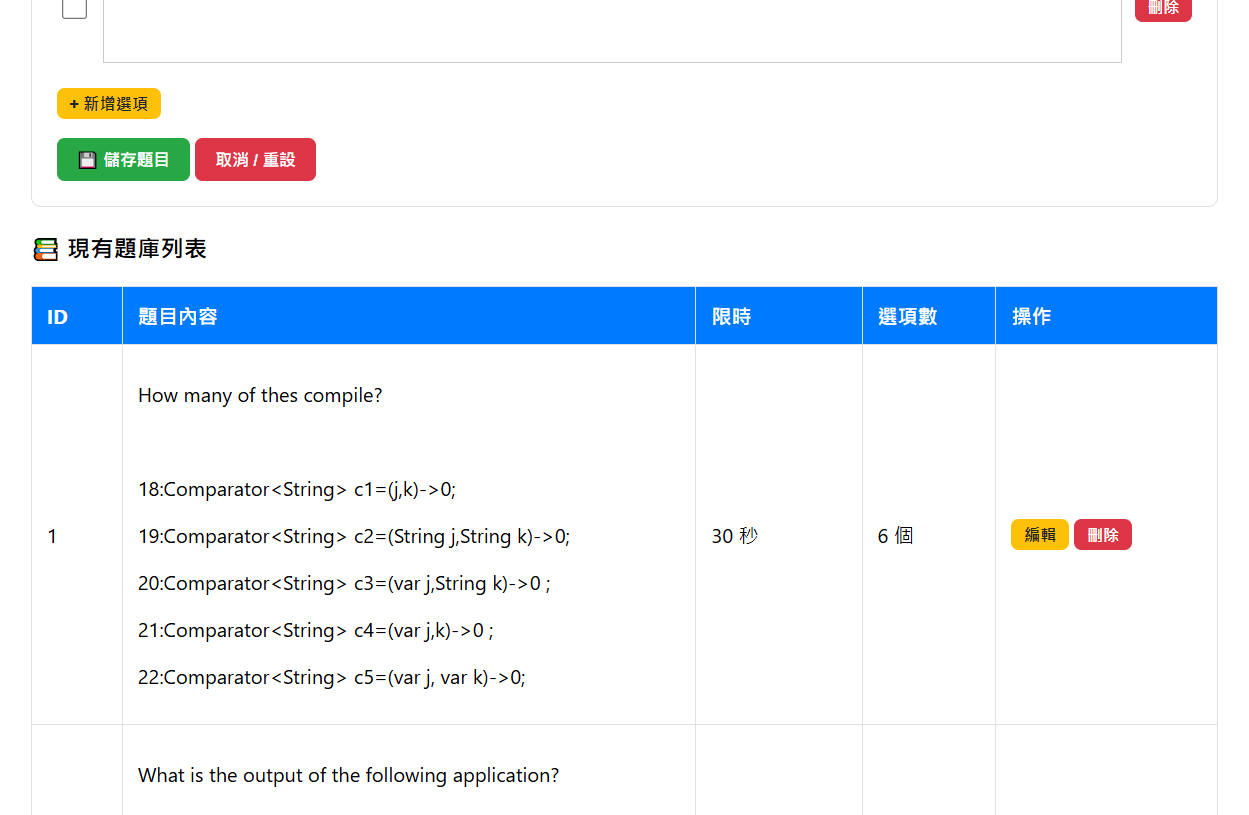 刪除
+ 新增選項
儲存題目
取消 / 重設
現有題庫列表
ID
題目內容
限時
選項數
操作
1
How many of thes compile?
18:Comparator<String> c1=(j,k)->0;
19:Comparator<String> c2=(String j,String k)->0;
20:Comparator<String> c3=(var j,String k)->0 ;
21:Comparator<String> c4=(var j,k)->0 ;
22:Comparator<String> c5=(var j, var k)->0;
30 秒
6 個
編輯
刪除
What is the output of the following application?